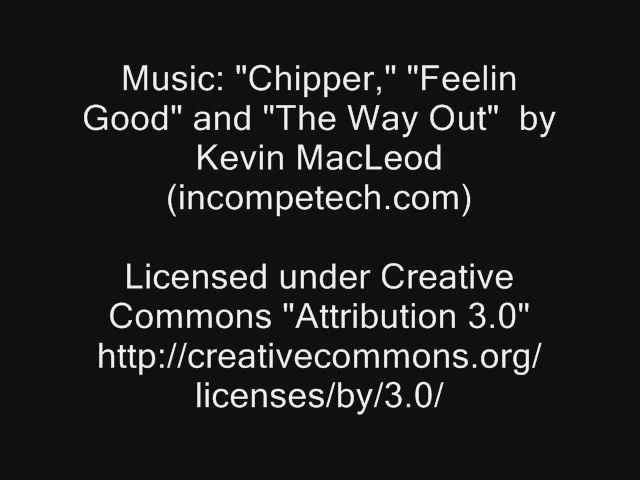 Music: "Chipper," "Feelin
Good" and "The Way Out"  by
Kevin MacLeod
(incompetech.com)

Licensed under Creative
Commons "Attribution 3.0"
http://creativecommons.org/
licenses/by/3.0/